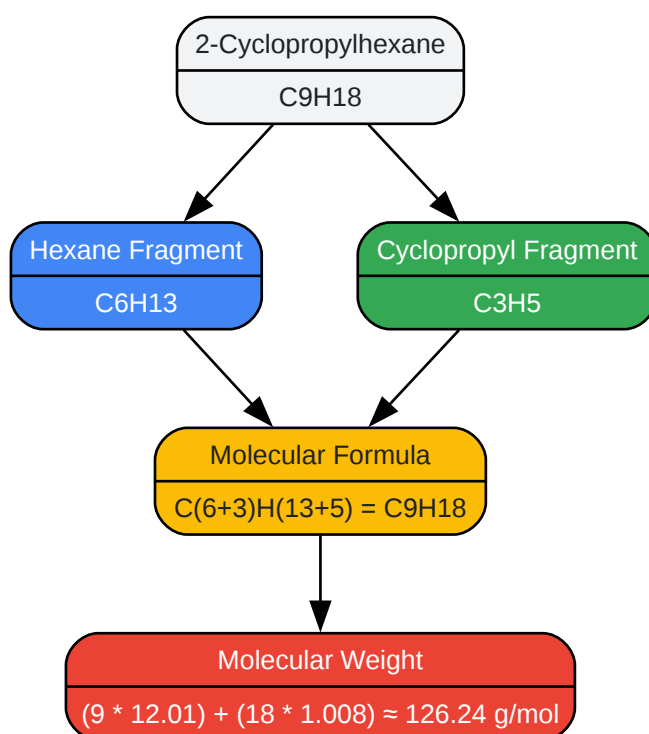 2-Cyclopropylhexane
C9H18
Hexane Fragment
C6H13
Cyclopropyl Fragment
C3H5
Molecular Formula
C(6+3)H(13+5) = C9H18
Molecular Weight
(9 * 12.01) + (18 * 1.008) ≈ 126.24 g/mol